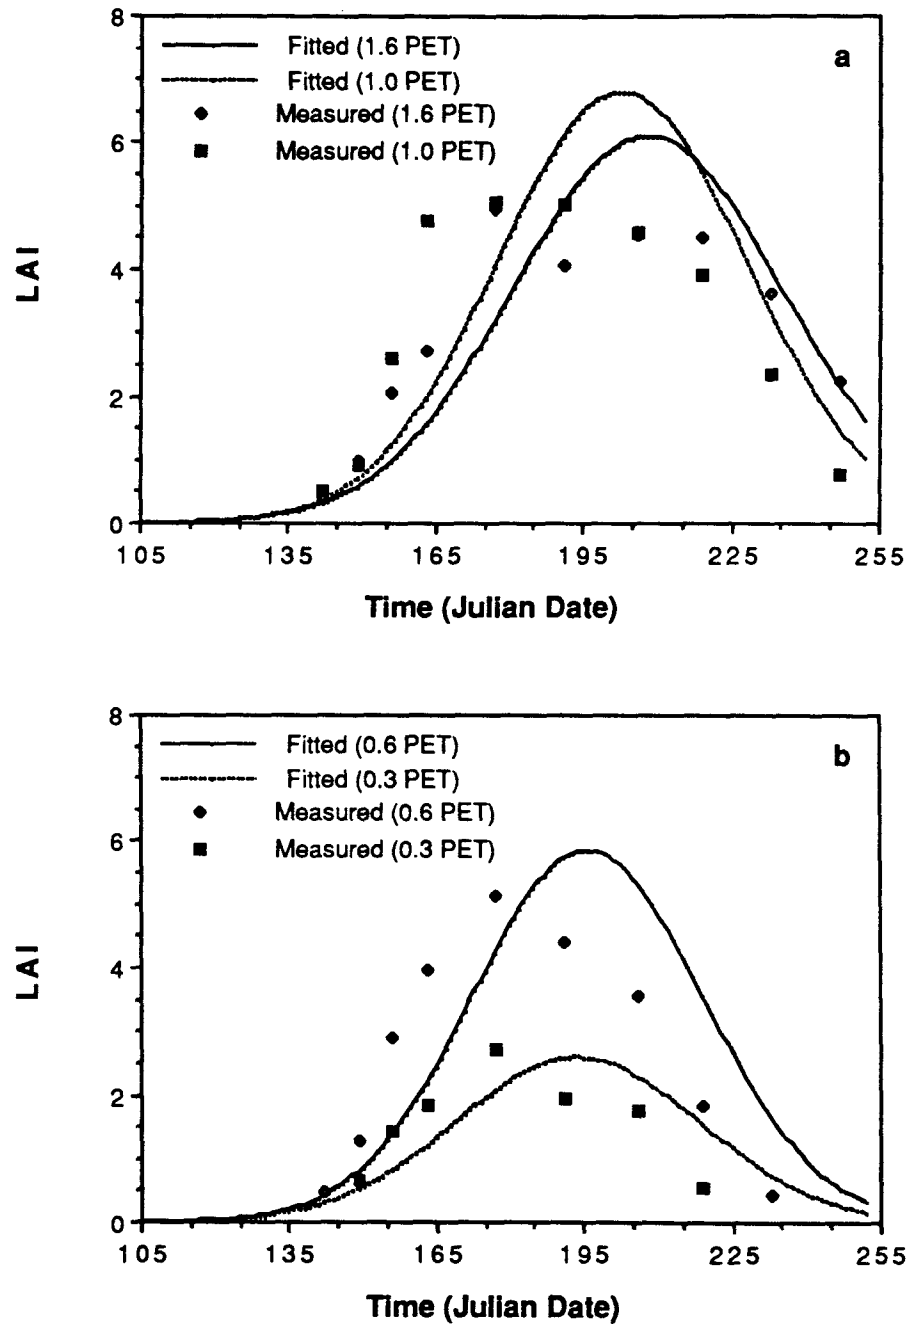 8
Fitted (1.6 PET)
a
Fitted (1.0 PET)
Measured (1.6 PET)
Measured (1.0 PET)
6
LAI
4
2
0
105 135 165 195 225 255
Time (Julian Date)
8
Fitted (0.6 PET)
b
Fitted (0.3 PET)
Measured (0.6 PET)
Measured (0.3 PET)
6
LAI
4
2
0
105 135 165 195 225 255
Time (Julian Date)